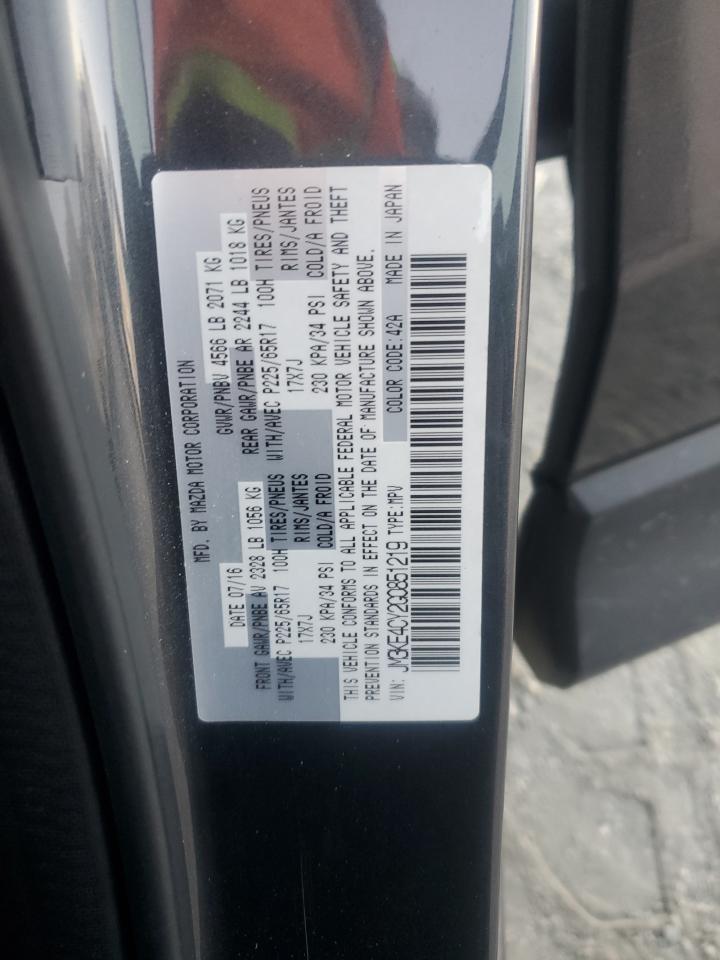 MFD. BY MAZDA MOTOR CORPORATION
DATE 07/16 GVWR/PNBV 4566 LB 2071 KG
FRONT GAWR/PNBE AV 2328 LB 1056 KG REAR GAWR/PNBE AR 2244 LB 1018 KG
WITH/AVEC P225/65R17 100H TIRES/PNEUS WITH/AVEC P225/65R17 100H TIRES/PNEUS
17X7J RIMS/JANTES 17X7J RIMS/JANTES
230 KPA/34 PSI COLD/A FROID 230 KPA/34 PSI COLD/A FROID
THIS VEHICLE CONFORMS TO ALL APPLICABLE FEDERAL MOTOR VEHICLE SAFETY AND THEFT
PREVENTION STANDARDS IN EFFECT ON THE DATE OF MANUFACTURE SHOWN ABOVE.
VIN: JM3KE4CY2G0851219 TYPE:MPV COLOR CODE:42A MADE IN JAPAN